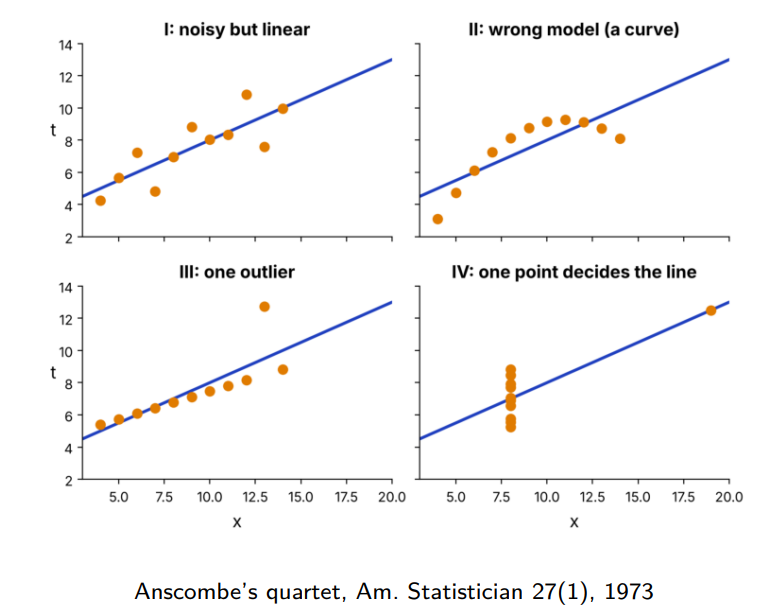 I: noisy but linear
II: wrong model (a curve)
14
12
10
8
6
4
2
t
III: one outlier
IV: one point decides the line
14
12
10
8
6
4
2
t
5.0 7.5 10.0 12.5 15.0 17.5 20.0
5.0 7.5 10.0 12.5 15.0 17.5 20.0
x
x
Anscombe's quartet, Am. Statistician 27(1), 1973